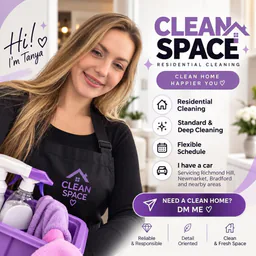 Hi!
I'm Tanya
CLEAN
SPACE
RESIDENTIAL CLEANING
CLEAN HOME
HAPPIER YOU
Residential
Cleaning
Standard &
Deep Cleaning
Flexible
Schedule
I have a car
Servicing Richmond Hill,
Newmarket, Bradford
and nearby areas
CLEAN
SPACE
NEED A CLEAN HOME?
DM ME
Reliable
& Responsible
Detail
Oriented
Clean
& Fresh Space